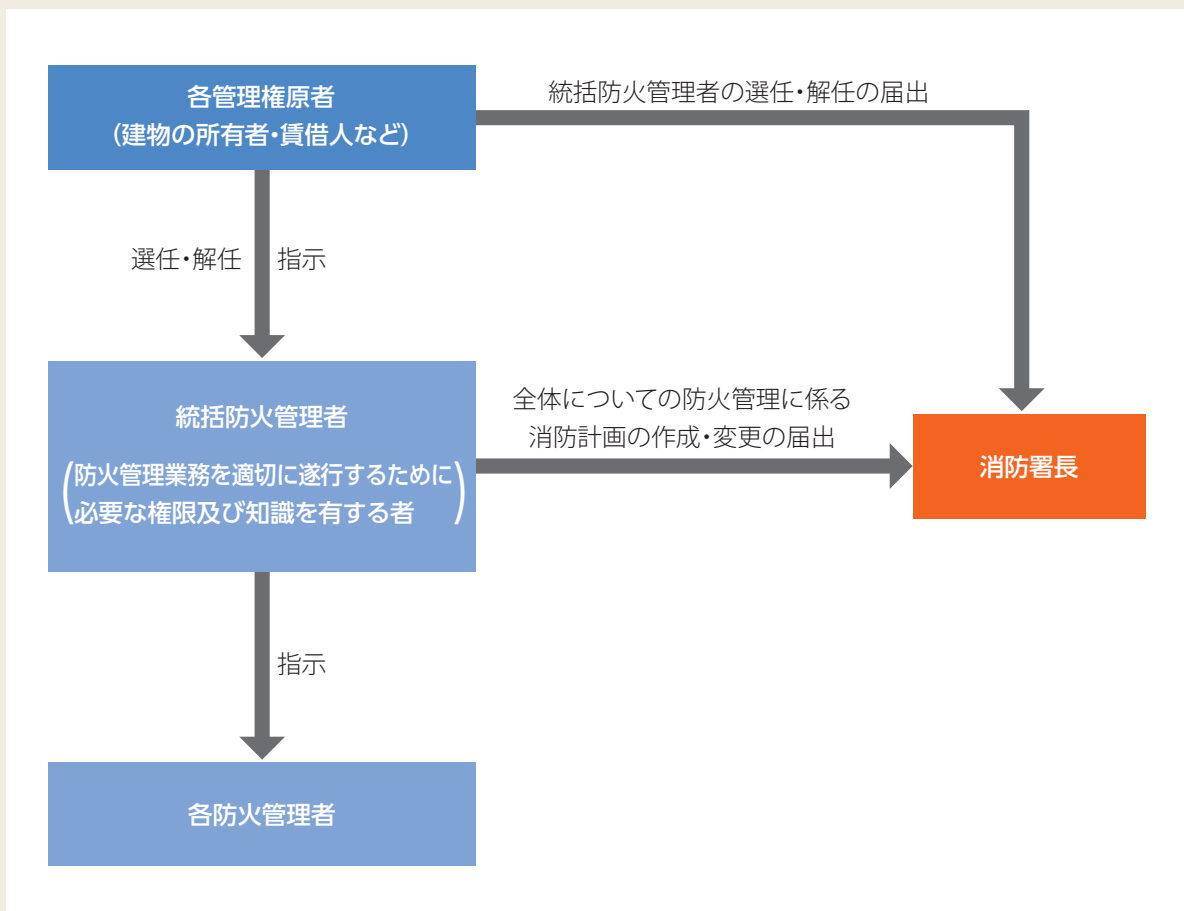 各管理権原者
（建物の所有者・賃借人など）
統括防火管理者の選任・解任の届出
選任・解任
指示
統括防火管理者
（防火管理業務を適切に遂行するために
必要な権限及び知識を有する者）
全体についての防火管理に係る
消防計画の作成・変更の届出
消防署長
指示
各防火管理者